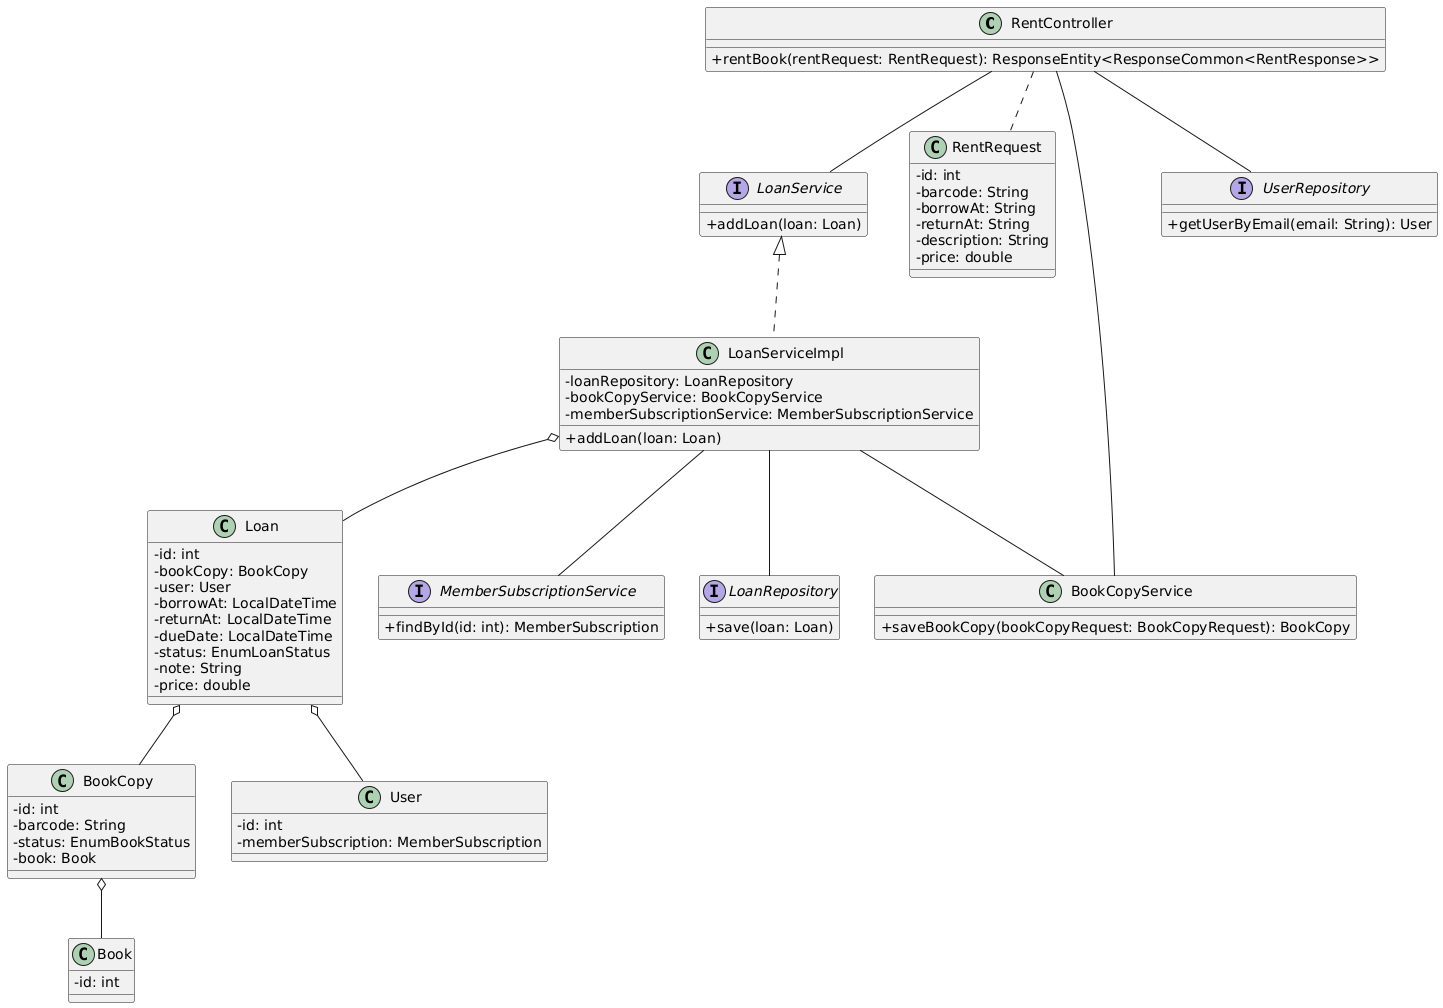 C RentController
+rentBook(rentRequest: RentRequest): ResponseEntity<ResponseCommon<RentResponse>>
I LoanService
+addLoan(loan: Loan)
C RentRequest
-id: int
-barcode: String
-borrowAt: String
-returnAt: String
-description: String
-price: double
I UserRepository
+getUserByEmail(email: String): User
C LoanServiceImpl
-loanRepository: LoanRepository
-bookCopyService: BookCopyService
-memberSubscriptionService: MemberSubscriptionService
+addLoan(loan: Loan)
C Loan
-id: int
-bookCopy: BookCopy
-user: User
-borrowAt: LocalDateTime
-returnAt: LocalDateTime
-dueDate: LocalDateTime
-status: EnumLoanStatus
-note: String
-price: double
I MemberSubscriptionService
+findById(id: int): MemberSubscription
I LoanRepository
+save(loan: Loan)
C BookCopyService
+saveBookCopy(bookCopyRequest: BookCopyRequest): BookCopy
C BookCopy
-id: int
-barcode: String
-status: EnumBookStatus
-book: Book
C User
-id: int
-memberSubscription: MemberSubscription
C Book
-id: int